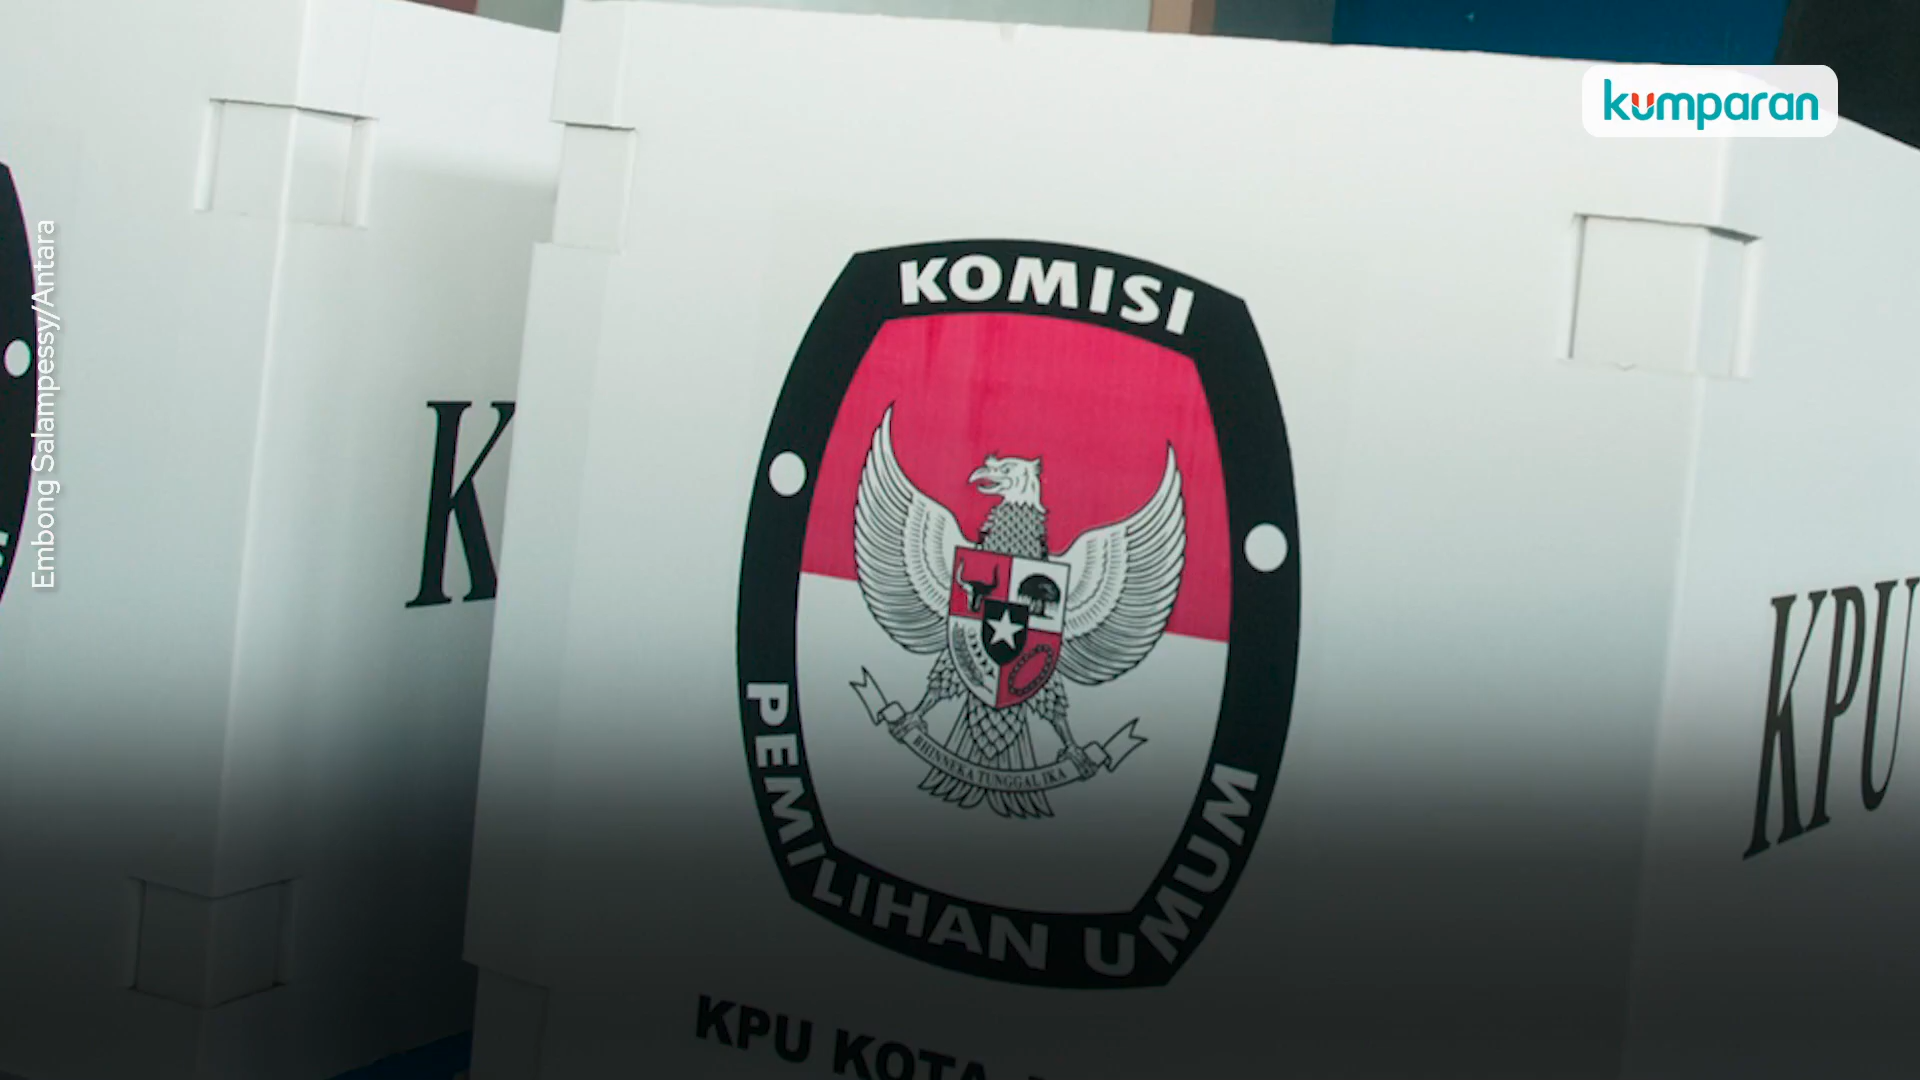 kumparan
Embong Salampessy/Antara
KOMISI
PEMILIHAN UMUM
BHINNEKA TUNGGAL IKA
K
KPU
KPU KOTA